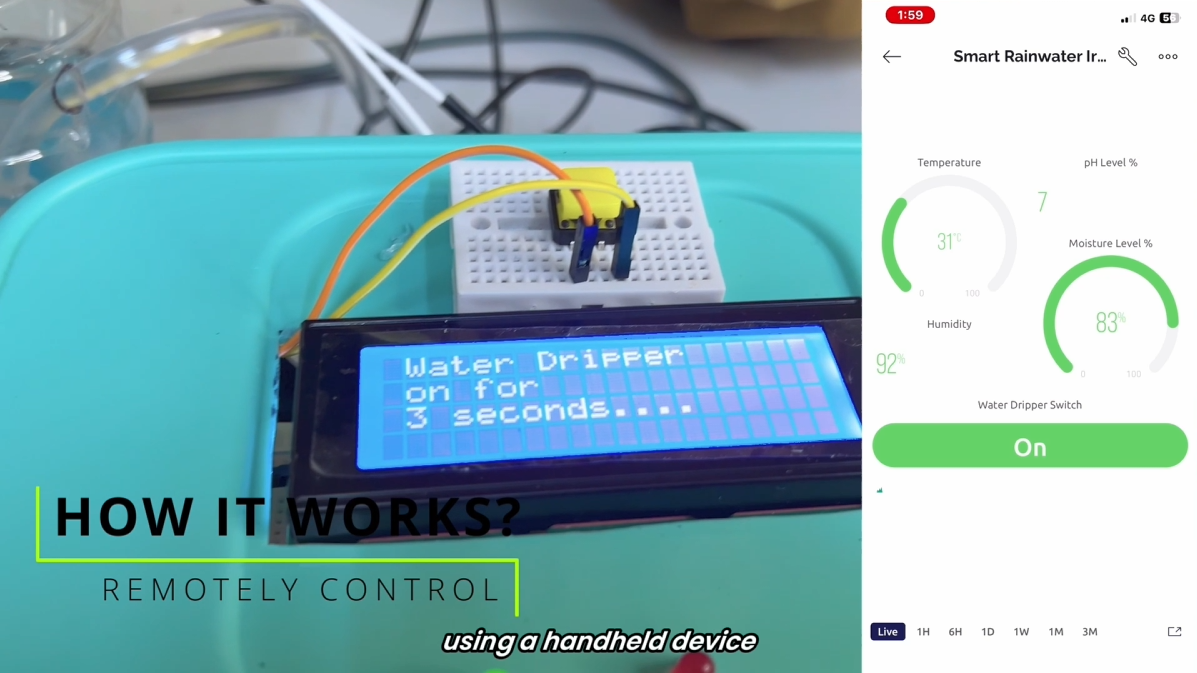 Water Dripper
on for
3 seconds....
HOW IT WORKS?
REMOTELY CONTROL
using a handheld device
1:59
4G
Smart Rainwater Ir...
Temperature
31°C
0 100
pH Level %
7
Moisture Level %
83%
0 100
Humidity
92%
Water Dripper Switch
On
Live 1H 6H 1D 1W 1M 3M